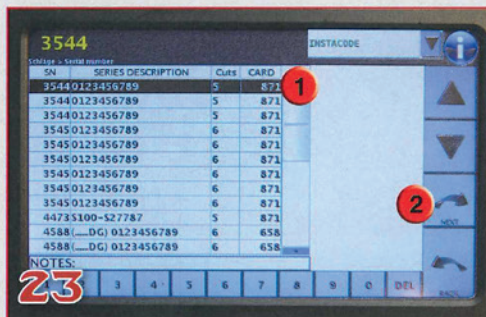 3544
INSTACODE
Schlage > Serial number
SN SERIES DESCRIPTION Cuts CARD
3544 0123456789 5 871
3544 0123456789 5 871
3544 0123456789 5 871
3545 0123456789 6 871
3545 0123456789 6 871
3545 0123456789 6 871
3545 0123456789 6 871
3545 0123456789 6 871
3545 0123456789 6 871
4473 S100-S27787 5 871
4588 (....DG) 0123456789 6 658
4588 (....DG) 0123456789 6 658
NOTES:
3 4 5 6 7 8 9 0 DEL
1
2
NEXT
BACK
23